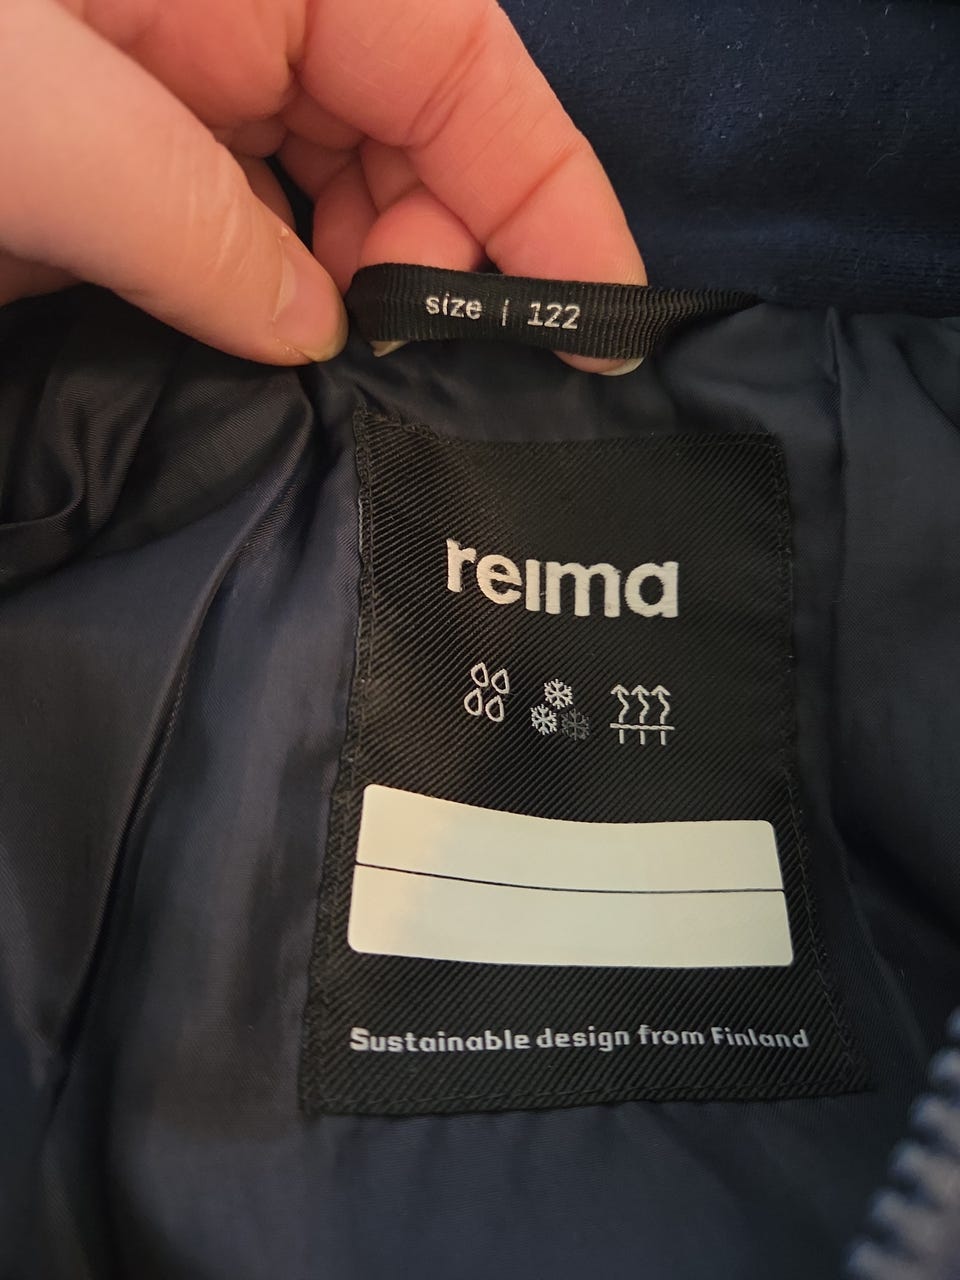 size | 122
reima
Sustainable design from Finland